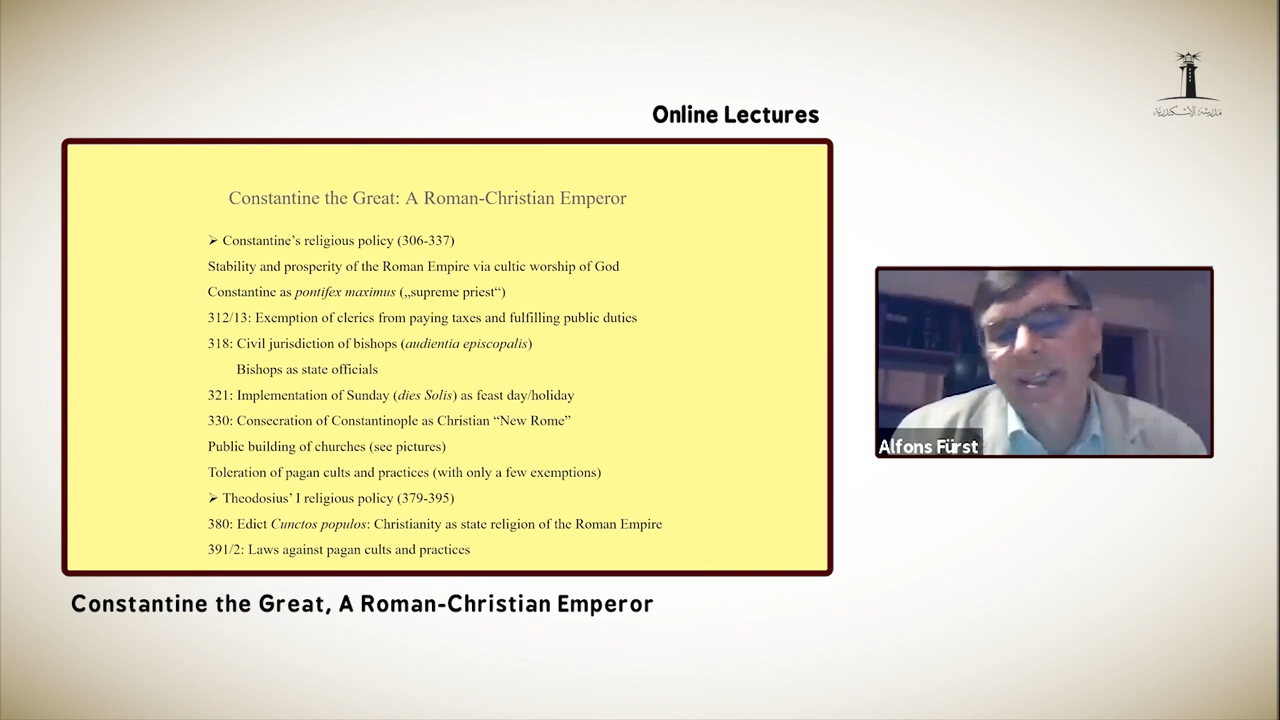 مدرسة الإسكندرية
Online Lectures
Constantine the Great: A Roman-Christian Emperor
➢ Constantine’s religious policy (306-337)
Stability and prosperity of the Roman Empire via cultic worship of God
Constantine as pontifex maximus („supreme priest“)
312/13: Exemption of clerics from paying taxes and fulfilling public duties
318: Civil jurisdiction of bishops (audientia episcopalis)
Bishops as state officials
321: Implementation of Sunday (dies Solis) as feast day/holiday
330: Consecration of Constantinople as Christian “New Rome”
Public building of churches (see pictures)
Toleration of pagan cults and practices (with only a few exemptions)
➢ Theodosius’ I religious policy (379-395)
380: Edict Cunctos populos: Christianity as state religion of the Roman Empire
391/2: Laws against pagan cults and practices
Alfons Fürst
Constantine the Great, A Roman-Christian Emperor